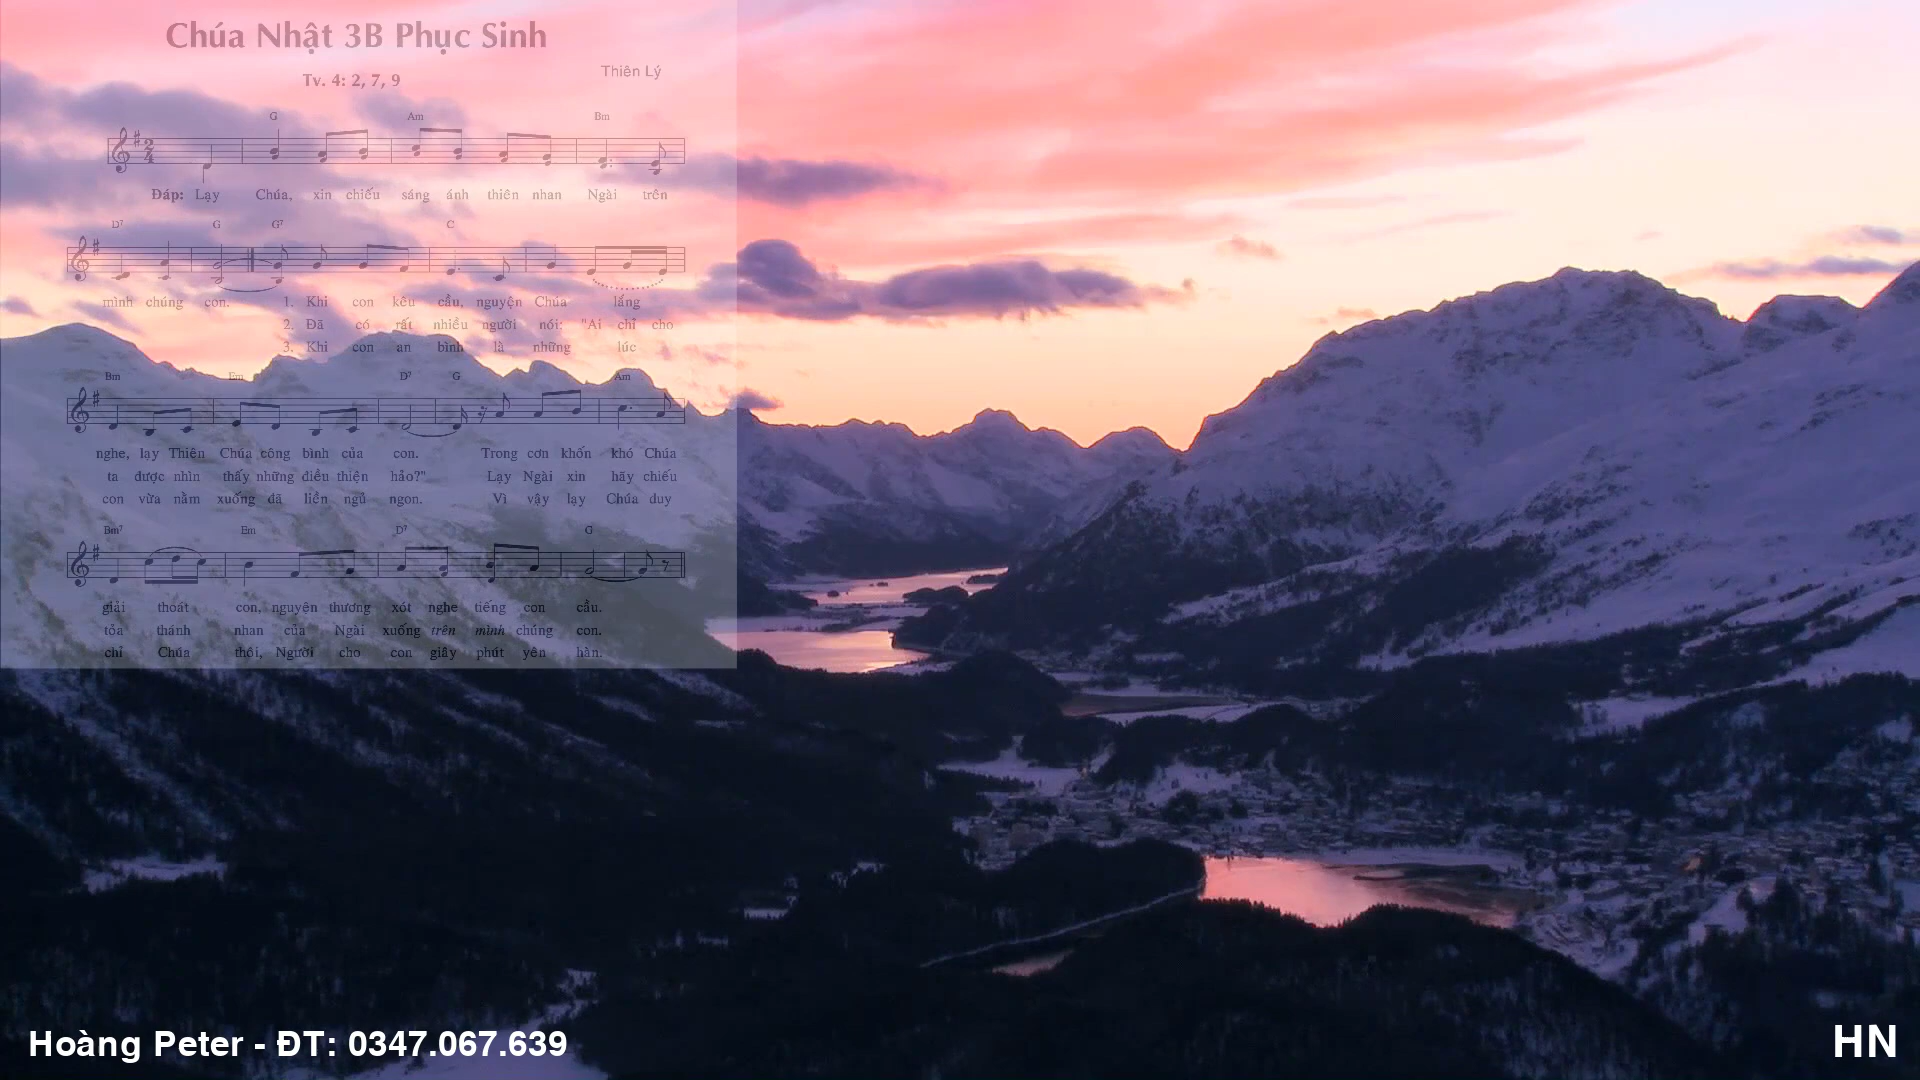 Chúa Nhật 3B Phục Sinh
Tv. 4: 2, 7, 9
Thiên Lý
G Am Bm
Đáp: Lạy Chúa, xin chiếu sáng ánh thiên nhan Ngài trên
D7 G G7 C
mình chúng con. 1. Khi con kêu cầu, nguyện Chúa lắng
2. Đã có rất nhiều người nói: "Ai chỉ cho
3. Khi con an bình là những lúc
Bm Em D7 G Am
nghe, lạy Thiên Chúa công bình của con. Trong cơn khốn khó Chúa
ta được nhìn thấy những điều thiện hảo?" Lạy Ngài xin hãy chiếu
con vừa nằm xuống đã liền ngủ ngon. Vì vậy lạy Chúa duy
Bm7 Em D7 G
giải thoát con, nguyện thương xót nghe tiếng con cầu.
tỏa thánh nhan của Ngài xuống trên mình chúng con.
chỉ Chúa thôi, Người cho con giây phút yên hàn.
Hoàng Peter - ĐT: 0347.067.639
HN